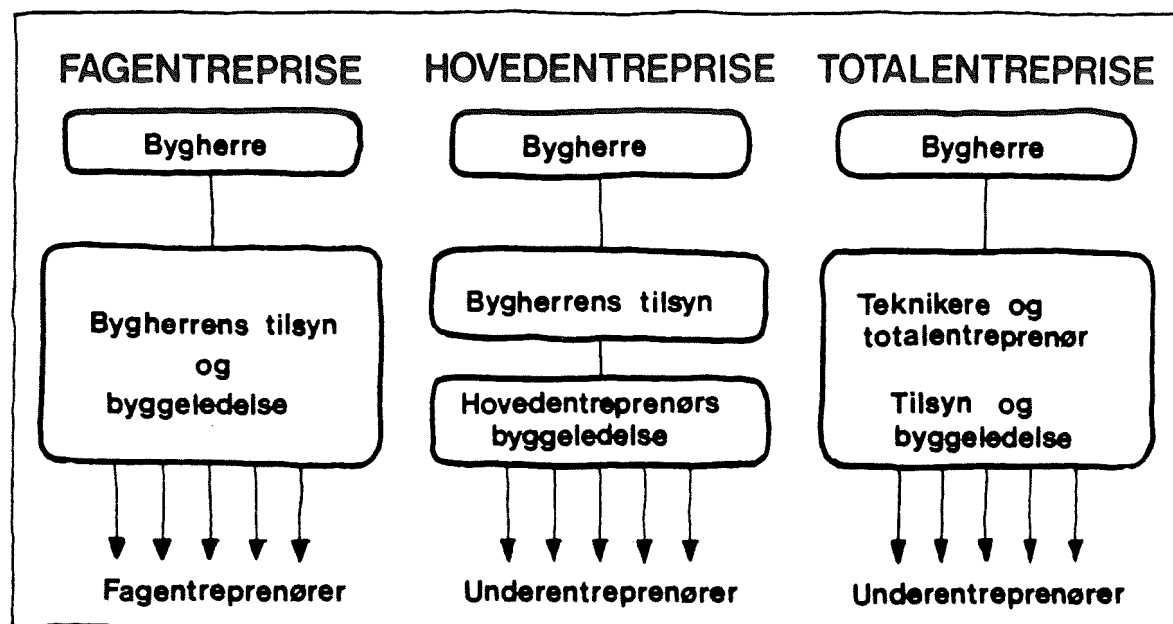 FAGENTREPRISE
Bygherre
Bygherrens tilsyn
og
byggeledelse
Fagentreprenører
HOVEDENTREPRISE
Bygherre
Bygherrens tilsyn
Hovedentreprenørs
byggeledelse
Underentreprenører
TOTALENTREPRISE
Bygherre
Teknikere og
totalentreprenør
Tilsyn og
byggeledelse
Underentreprenører